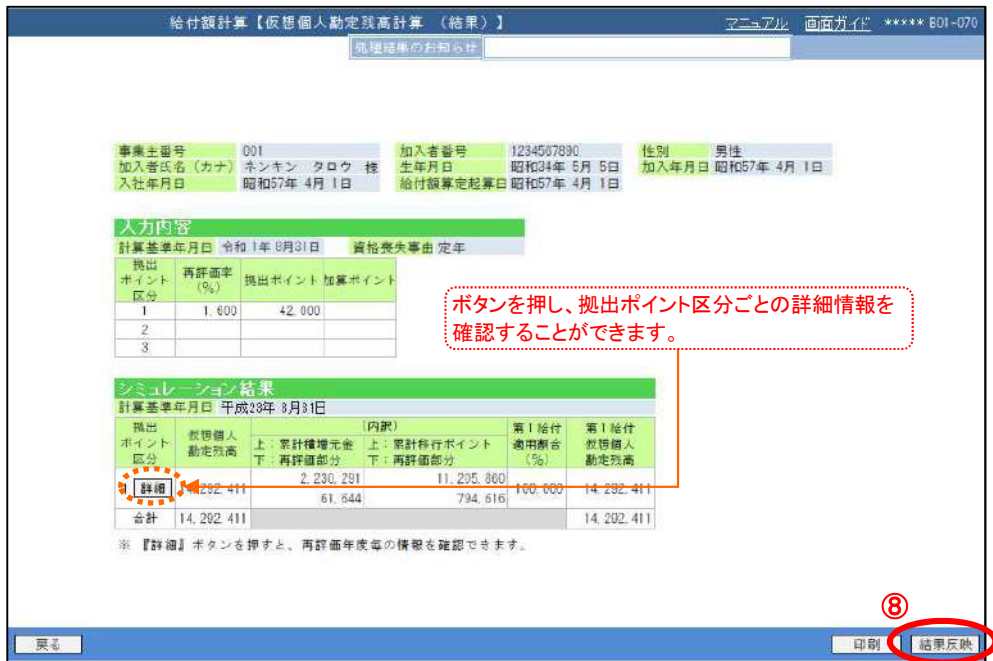 給付額計算【仮想個人勘定残高計算 （結果）】 マニュアル 画面ガイド ***** B01-070
処理結果のお知らせ
事業主番号 001 加入者番号 1234567890 性別 男性
加入者氏名（カナ） ネンキン タロウ 様 生年月日 昭和34年 5月 5日 加入年月日 昭和57年 4月 1日
入社年月日 昭和57年 4月 1日 給付額算定起算日 昭和57年 4月 1日
入力内容
計算基準年月日 令和 1年 8月31日 資格喪失事由 定年
拠出ポイント区分 再評価率（%） 拠出ポイント 加算ポイント
1 1.600 42.000
2
3
ボタンを押し、拠出ポイント区分ごとの詳細情報を
確認することができます。
シミュレーション結果
計算基準年月日 平成28年 8月31日
拠出ポイント区分 仮想個人勘定残高 （内訳） 第1給付適用割合（%） 第1給付仮想個人勘定残高
上：累計積増元金 上：累計移行ポイント
下：再評価部分 下：再評価部分
1 詳細 14,292,411 2,230,291 11,205,860 100.000 14,292,411
61,644 794,616
合計 14,292,411 14,292,411
※ 『詳細』ボタンを押すと、再評価年度毎の情報を確認できます。
⑧
戻る 印刷 結果反映